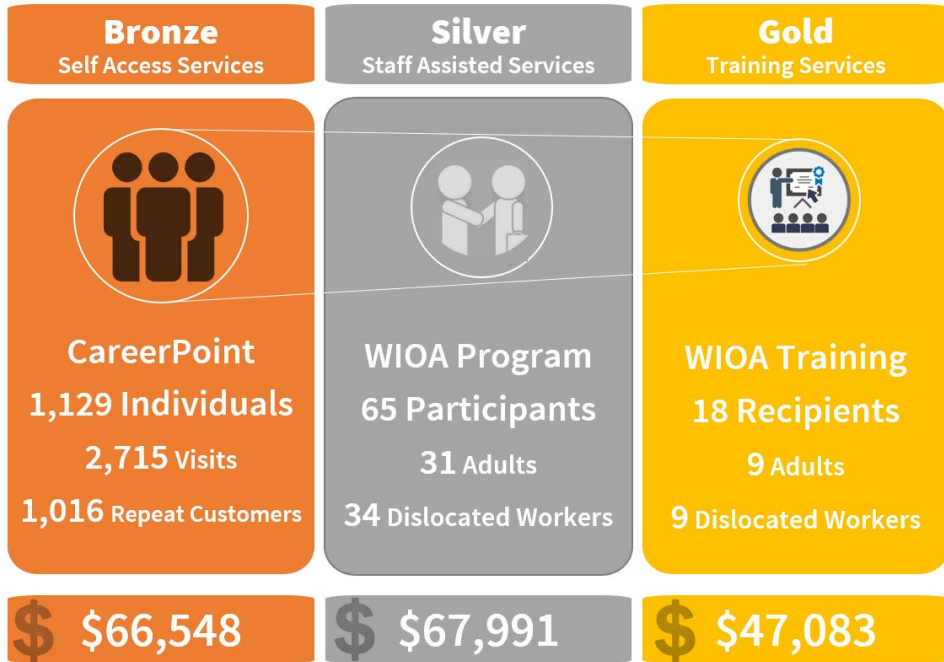 Bronze
Self Access Services
Silver
Staff Assisted Services
Gold
Training Services
CareerPoint
1,129 Individuals
2,715 Visits
1,016 Repeat Customers
WIOA Program
65 Participants
31 Adults
34 Dislocated Workers
WIOA Training
18 Recipients
9 Adults
9 Dislocated Workers
$ $66,548
$ $67,991
$ $47,083